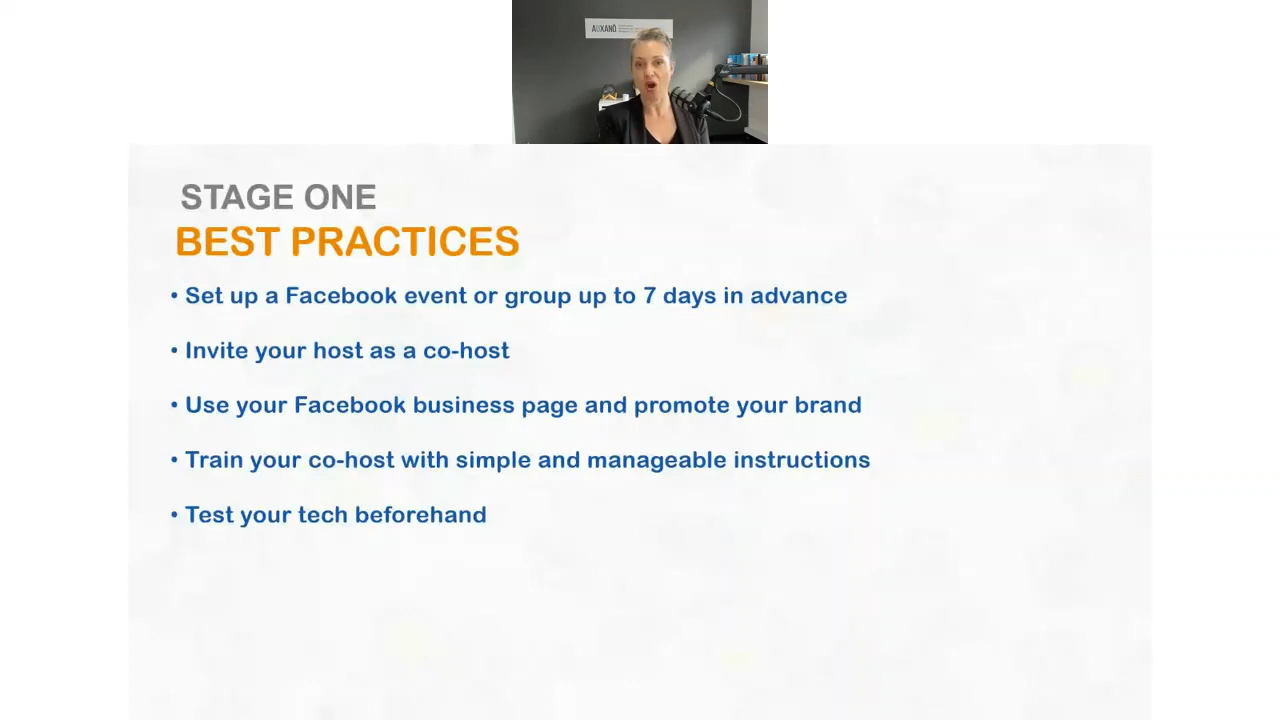 AUXANO
STAGE ONE
BEST PRACTICES
• Set up a Facebook event or group up to 7 days in advance
• Invite your host as a co-host
• Use your Facebook business page and promote your brand
• Train your co-host with simple and manageable instructions
• Test your tech beforehand